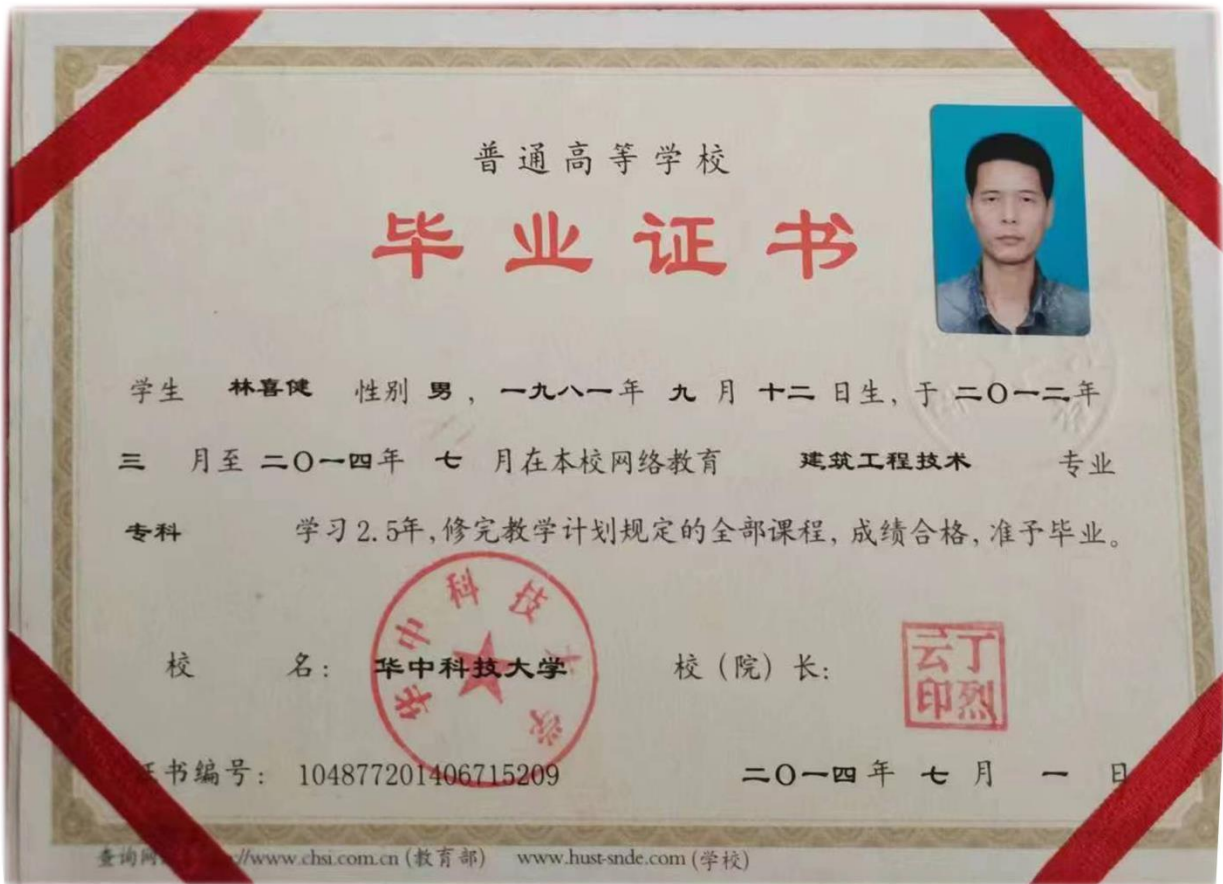 普通高等学校
毕业证书
学生 林喜健 性别 男，一九八一年 九 月 十二 日生，于 二〇一二年
三 月至 二〇一四年 七 月在本校网络教育 建筑工程技术 专业
专科 学习2.5年，修完教学计划规定的全部课程，成绩合格，准予毕业。
华中科技大学
校 名： 华中科技大学 校（院）长：
丁烈云印
证书编号： 104877201406715209 二〇一四年 七 月 一 日
查询网 //www.chsi.com.cn (教育部) www.hust-snde.com (学校)